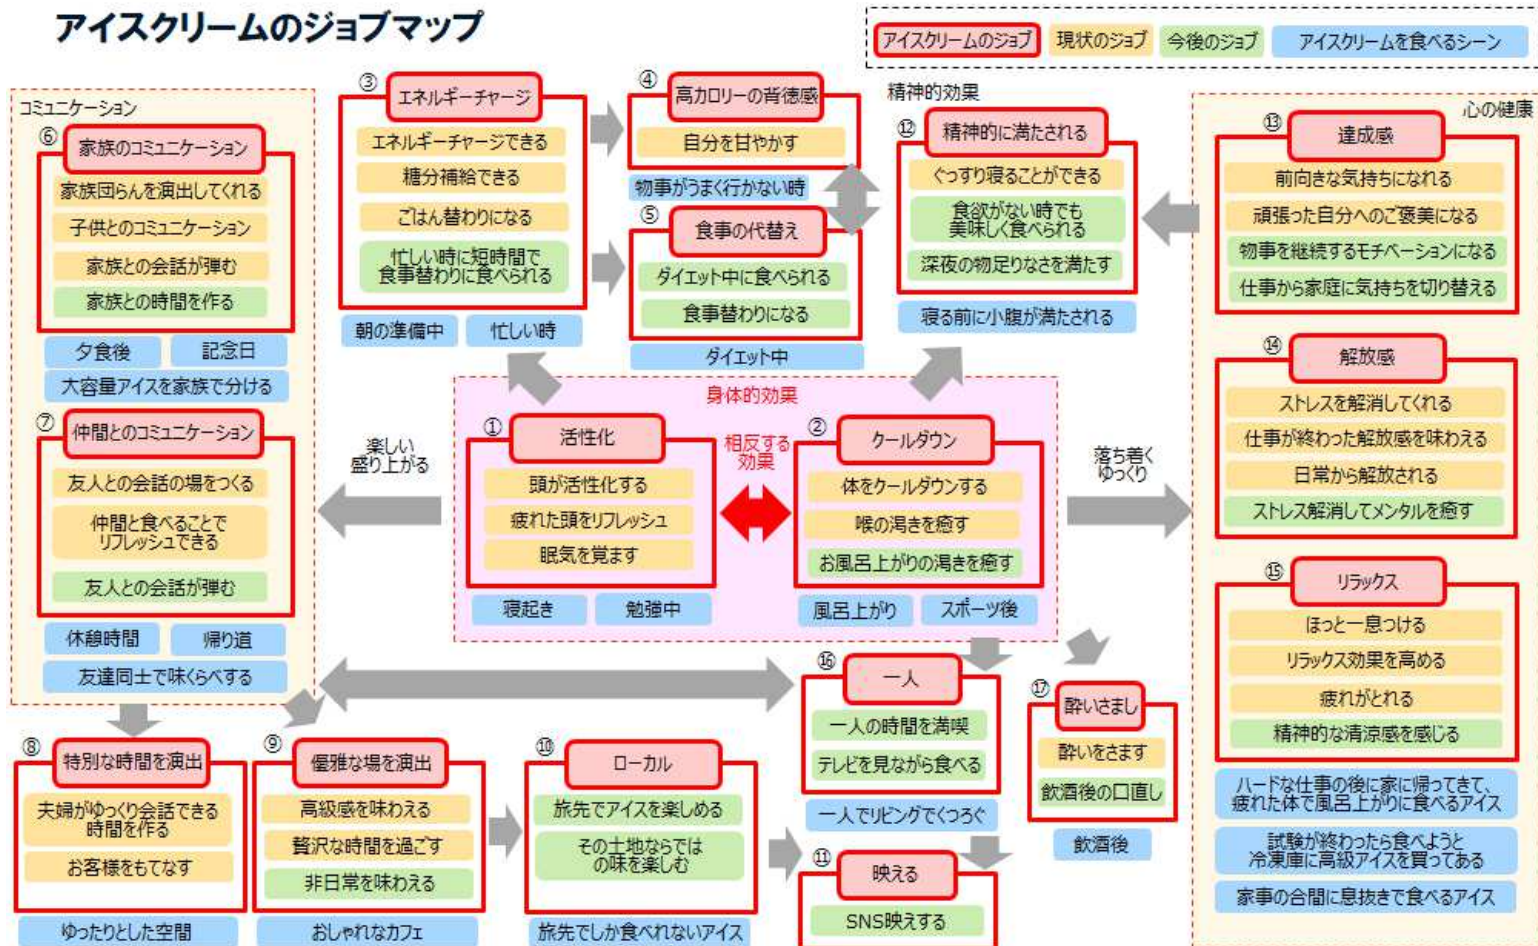 アイスクリームのジョブマップ
アイスクリームのジョブ
現状のジョブ
今後のジョブ
アイスクリームを食べるシーン
コミュニケーション
⑥
家族のコミュニケーション
家族団らんを演出してくれる
子供とのコミュニケーション
家族との会話が弾む
家族との時間を作る
夕食後
記念日
大容量アイスを家族で分ける
⑦
仲間とのコミュニケーション
友人との会話の場をつくる
仲間と食べることで
リフレッシュできる
友人との会話が弾む
休憩時間
帰り道
友達同士で味くらべする
③
エネルギーチャージ
エネルギーチャージできる
糖分補給できる
ごはん替わりになる
忙しい時に短時間で
食事替わりに食べられる
朝の準備中
忙しい時
④
高カロリーの背徳感
自分を甘やかす
物事がうまく行かない時
⑤
食事の代替え
ダイエット中に食べられる
食事替わりになる
ダイエット中
精神的効果
⑫
精神的に満たされる
ぐっすり寝ることができる
食欲がない時でも
美味しく食べられる
深夜の物足りなさを満たす
寝る前に小腹が満たされる
心の健康
⑬
達成感
前向きな気持ちになれる
頑張った自分へのご褒美になる
物事を継続するモチベーションになる
仕事から家庭に気持ちを切り替える
⑭
解放感
ストレスを解消してくれる
仕事が終わった解放感を味わえる
日常から解放される
ストレス解消してメンタルを癒す
⑮
リラックス
ほっと一息つける
リラックス効果を高める
疲れがとれる
精神的な清涼感を感じる
ハードな仕事の後に家に帰ってきて、
疲れた体で風呂上がりに食べるアイス
試験が終わったら食べようと
冷凍庫に高級アイスを買ってある
家事の合間に息抜きで食べるアイス
身体的効果
①
活性化
頭が活性化する
疲れた頭をリフレッシュ
眠気を覚ます
寝起き
勉強中
相反する
効果
②
クールダウン
体をクールダウンする
喉の渇きを癒す
お風呂上がりの渇きを癒す
風呂上がり
スポーツ後
楽しい
盛り上がる
落ち着く
ゆっくり
⑧
特別な時間を演出
夫婦がゆっくり会話できる
時間を作る
お客様をもてなす
ゆったりとした空間
⑨
優雅な場を演出
高級感を味わえる
贅沢な時間を過ごす
非日常を味わえる
おしゃれなカフェ
⑩
ローカル
旅先でアイスを楽しめる
その土地ならでは
の味を楽しむ
旅先でしか食べれないアイス
⑯
一人
一人の時間を満喫
テレビを見ながら食べる
一人でリビングでくつろぐ
⑪
映える
SNS映えする
⑰
酔いさまし
酔いをさます
飲酒後の口直し
飲酒後